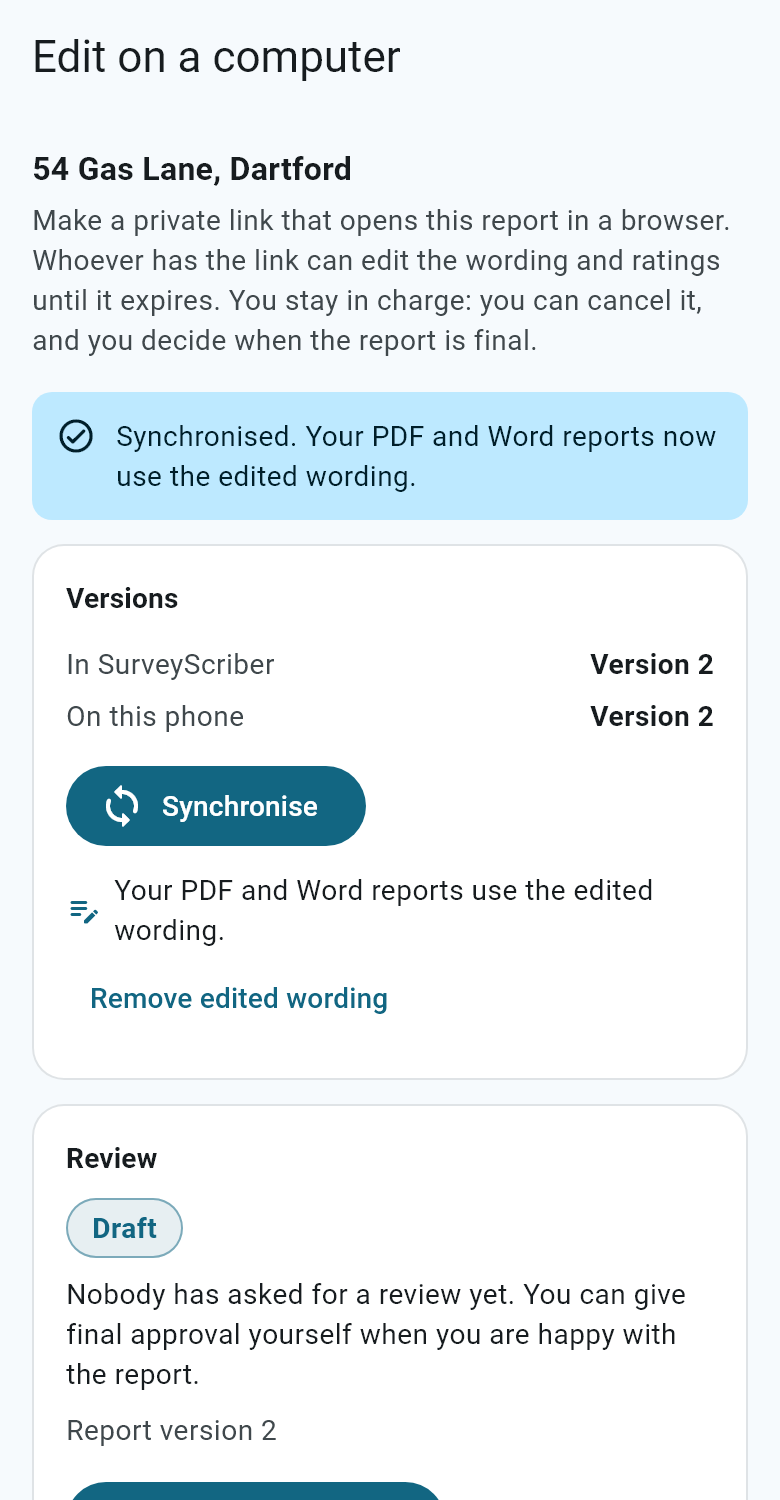 Edit on a computer
54 Gas Lane, Dartford
Make a private link that opens this report in a browser.
Whoever has the link can edit the wording and ratings
until it expires. You stay in charge: you can cancel it,
and you decide when the report is final.
Synchronised. Your PDF and Word reports now
use the edited wording.
Versions
In SurveyScriber Version 2
On this phone Version 2
Synchronise
Your PDF and Word reports use the edited
wording.
Remove edited wording
Review
Draft
Nobody has asked for a review yet. You can give
final approval yourself when you are happy with
the report.
Report version 2